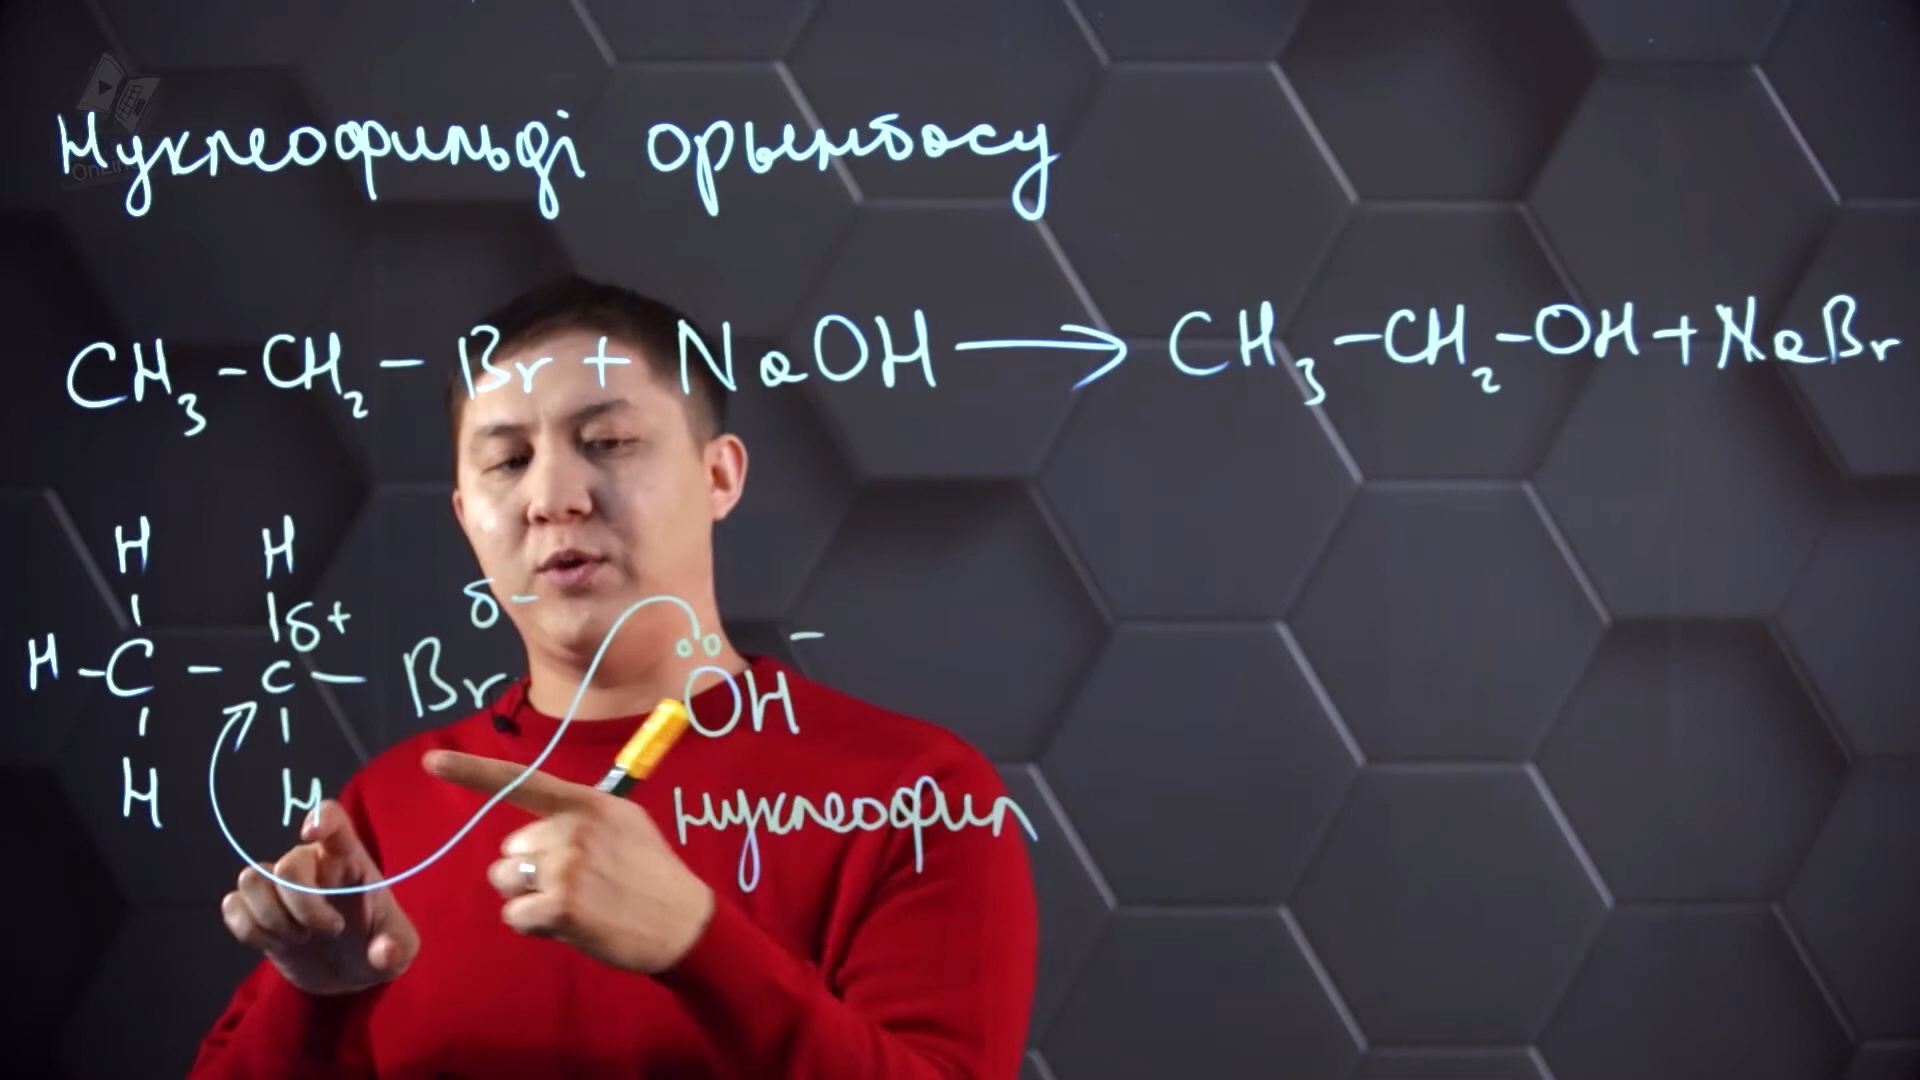 Нуклеофильді орынбасу
CH₃ – CH₂ – Br + NaOH → CH₃ – CH₂ – OH + NaBr
H H
δ+ δ- –
H – C – C – Br OH
H H
нуклеофил